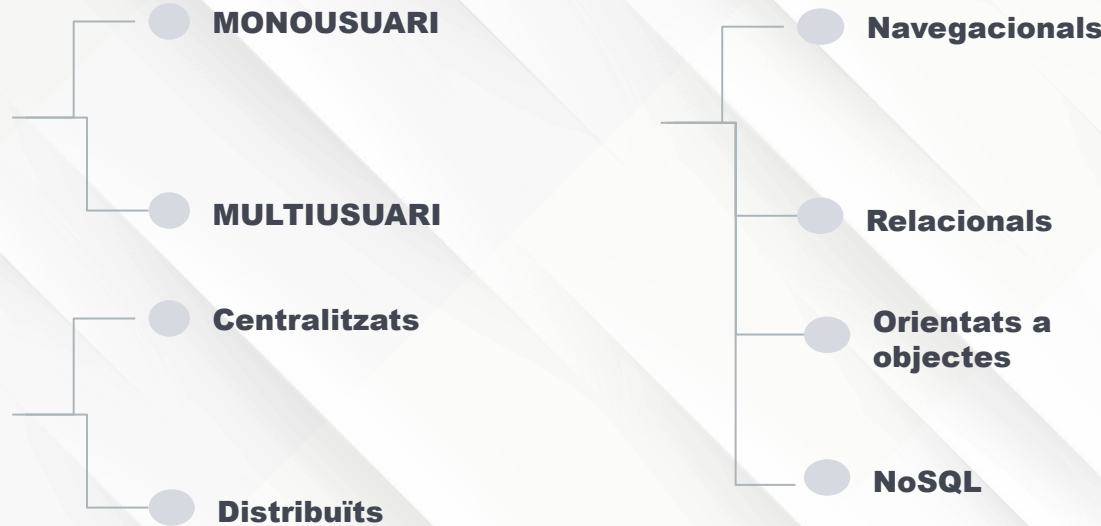 MONOUSUARI
MULTIUSUARI
Centralitzats
Distribuïts
Navegacionals
Relacionals
Orientats a
objectes
NoSQL